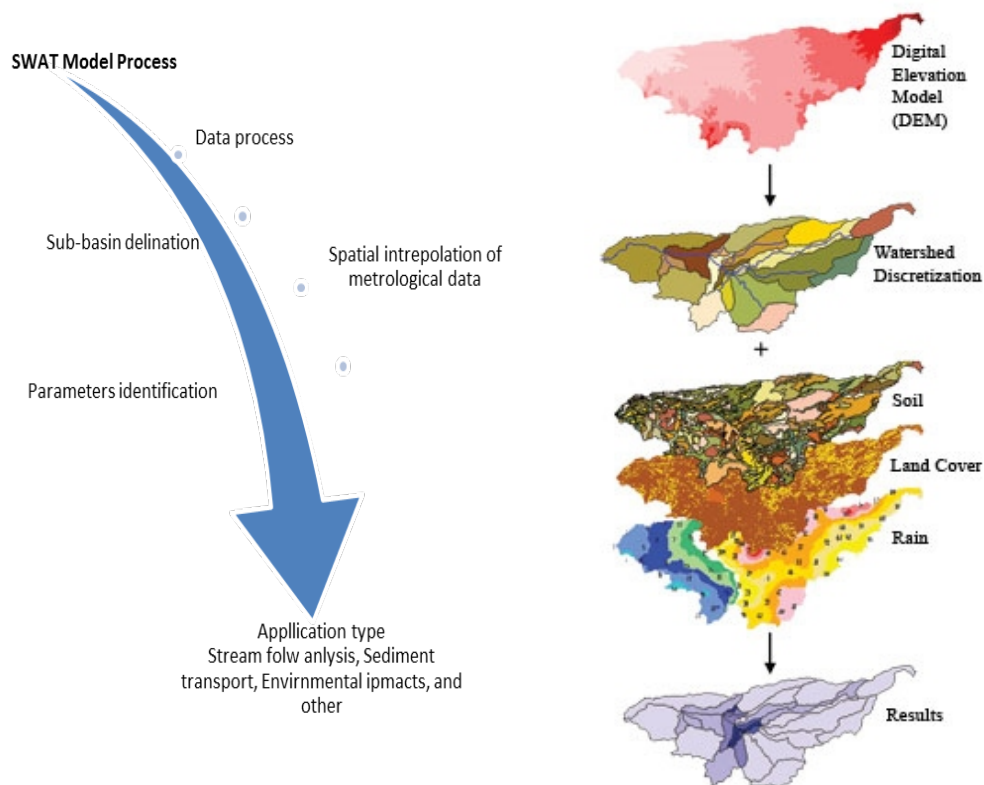 SWAT Model Process
Data process
Sub-basin delination
Spatial intrepolation of
metrological data
Parameters identification
Appllication type
Stream folw anlysis, Sediment
transport, Envirnmental ipmacts, and
other
Digital
Elevation
Model
(DEM)
Watershed
Discretization
+
Soil
Land Cover
Rain
Results